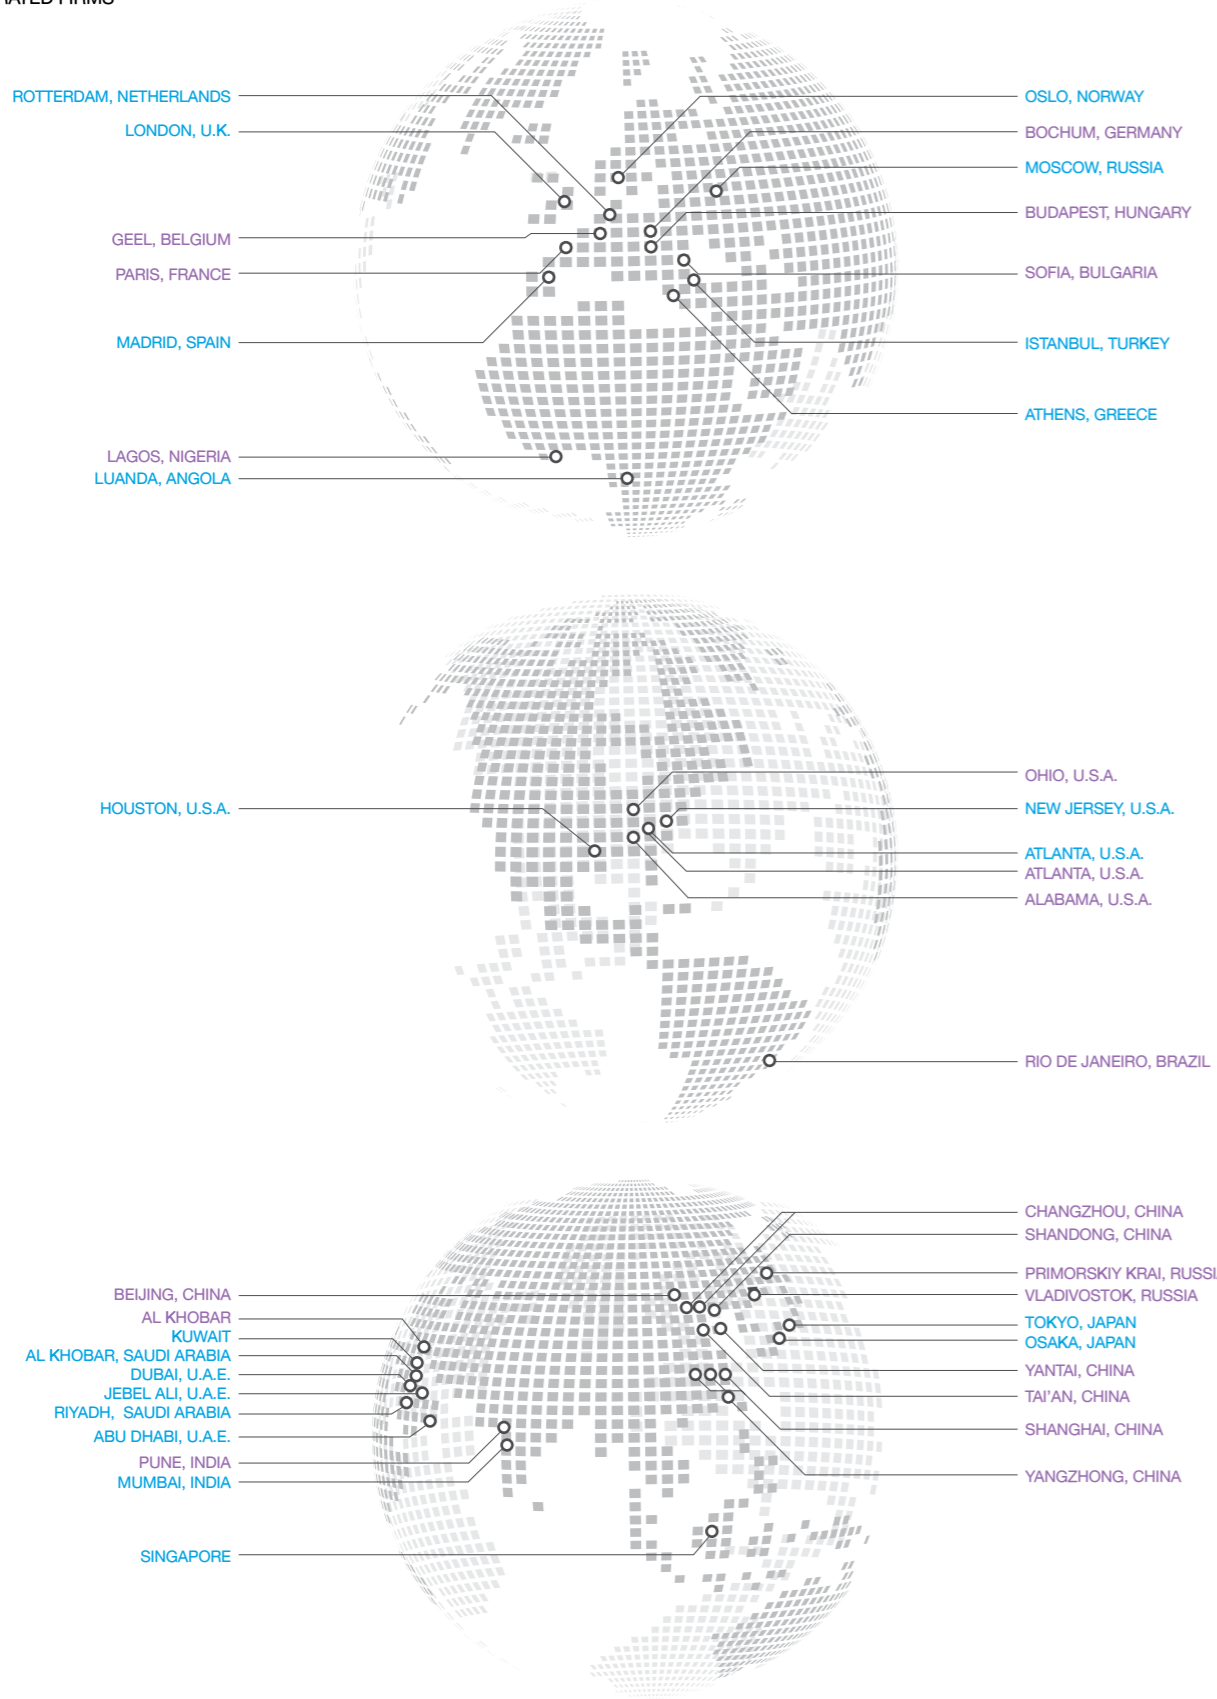 FIRMS
ROTTERDAM, NETHERLANDS
LONDON, U.K.
GEEL, BELGIUM
PARIS, FRANCE
MADRID, SPAIN
LAGOS, NIGERIA
LUANDA, ANGOLA
OSLO, NORWAY
BOCHUM, GERMANY
MOSCOW, RUSSIA
BUDAPEST, HUNGARY
SOFIA, BULGARIA
ISTANBUL, TURKEY
ATHENS, GREECE
HOUSTON, U.S.A.
OHIO, U.S.A.
NEW JERSEY, U.S.A.
ATLANTA, U.S.A.
ATLANTA, U.S.A.
ALABAMA, U.S.A.
RIO DE JANEIRO, BRAZIL
BEIJING, CHINA
AL KHOBAR
KUWAIT
AL KHOBAR, SAUDI ARABIA
DUBAI, U.A.E.
JEBEL ALI, U.A.E.
RIYADH, SAUDI ARABIA
ABU DHABI, U.A.E.
PUNE, INDIA
MUMBAI, INDIA
SINGAPORE
CHANGZHOU, CHINA
SHANDONG, CHINA
PRIMORSKIY KRAI, RUSSI
VLADIVOSTOK, RUSSIA
TOKYO, JAPAN
OSAKA, JAPAN
YANTAI, CHINA
TAI'AN, CHINA
SHANGHAI, CHINA
YANGZHONG, CHINA